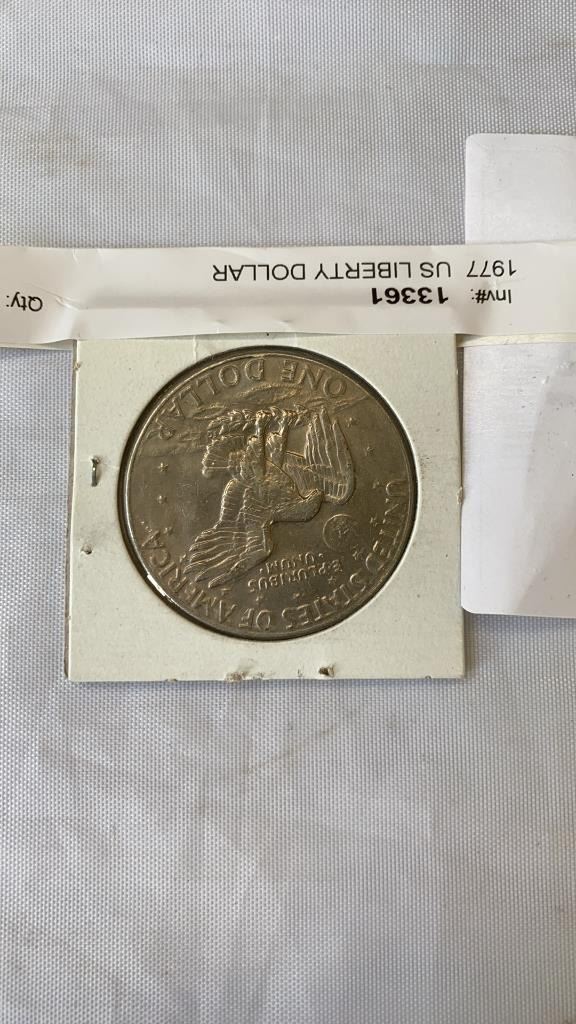 Inv#: 13361 Qty:
1977 US LIBERTY DOLLAR
UNITED STATES OF AMERICA
E·PLURIBUS
UNUM
ONE DOLLAR